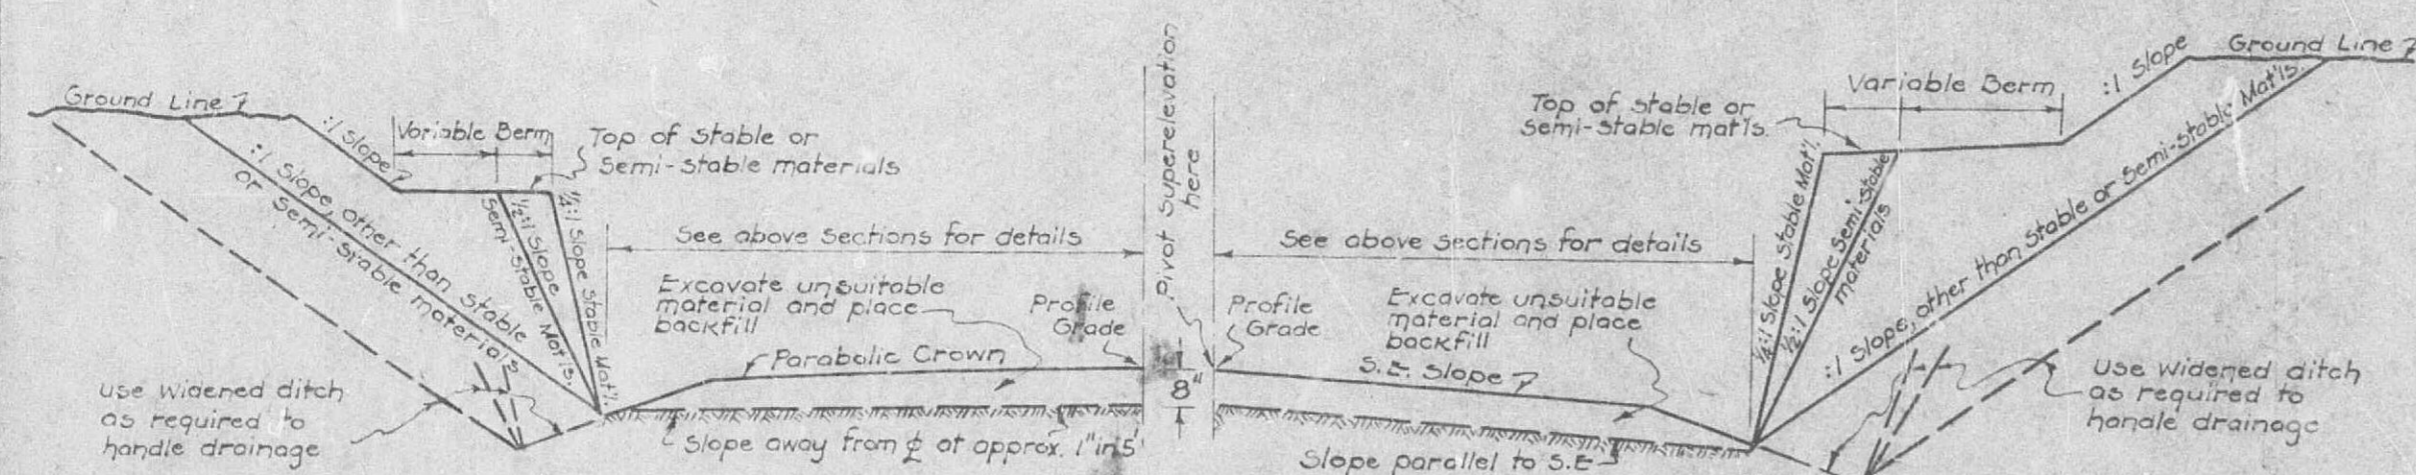 Ground Line
:1 Slope
Variable Berm
Top of stable or
semi-stable materials
:1 Slope, other than stable
or semi-stable materials
½:1 Slope
Semi-stable Mat'ls.
¼:1 Slope Stable Mat'l.
See above sections for details
Excavate unsuitable
material and place
backfill
Profile
Grade
Parabolic Crown
use widened ditch
as required to
handle drainage
Slope away from ℄ at approx. 1" in 5'
Pivot Superelevation
here
8"
See above sections for details
Profile
Grade
Excavate unsuitable
material and place
backfill
S.E. Slope
Slope parallel to S.E.
Top of stable or
semi-stable mat'ls.
Variable Berm
:1 Slope
Ground Line
¼:1 Slope Stable Mat'l.
½:1 Slope Semi-stable
materials
:1 Slope, other than Stable or Semi-stable Mat'ls.
Use widened ditch
as required to
handle drainage